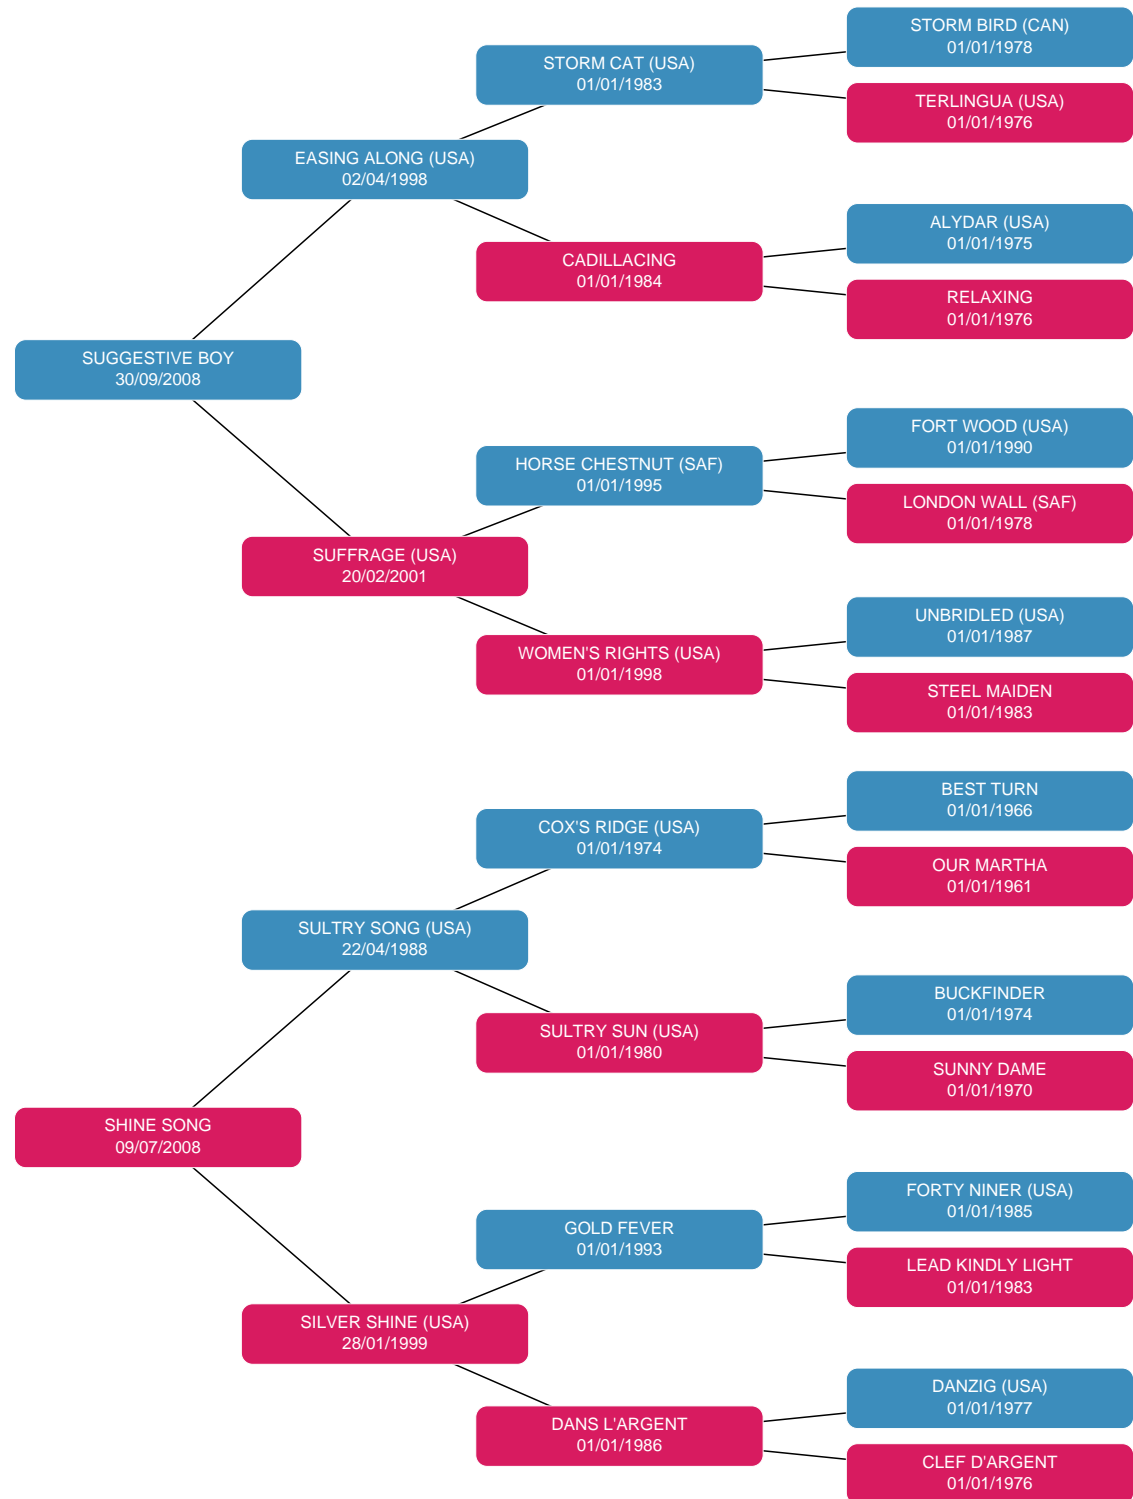 STORM BIRD (CAN)
01/01/1978
STORM CAT (USA)
01/01/1983
TERLINGUA (USA)
01/01/1976
EASING ALONG (USA)
02/04/1998
ALYDAR (USA)
01/01/1975
CADILLACING
01/01/1984
RELAXING
01/01/1976
SUGGESTIVE BOY
30/09/2008
FORT WOOD (USA)
01/01/1990
HORSE CHESTNUT (SAF)
01/01/1995
LONDON WALL (SAF)
01/01/1978
SUFFRAGE (USA)
20/02/2001
UNBRIDLED (USA)
01/01/1987
WOMEN'S RIGHTS (USA)
01/01/1998
STEEL MAIDEN
01/01/1983
BEST TURN
01/01/1966
COX'S RIDGE (USA)
01/01/1974
OUR MARTHA
01/01/1961
SULTRY SONG (USA)
22/04/1988
BUCKFINDER
01/01/1974
SULTRY SUN (USA)
01/01/1980
SUNNY DAME
01/01/1970
SHINE SONG
09/07/2008
FORTY NINER (USA)
01/01/1985
GOLD FEVER
01/01/1993
LEAD KINDLY LIGHT
01/01/1983
SILVER SHINE (USA)
28/01/1999
DANZIG (USA)
01/01/1977
DANS L'ARGENT
01/01/1986
CLEF D'ARGENT
01/01/1976